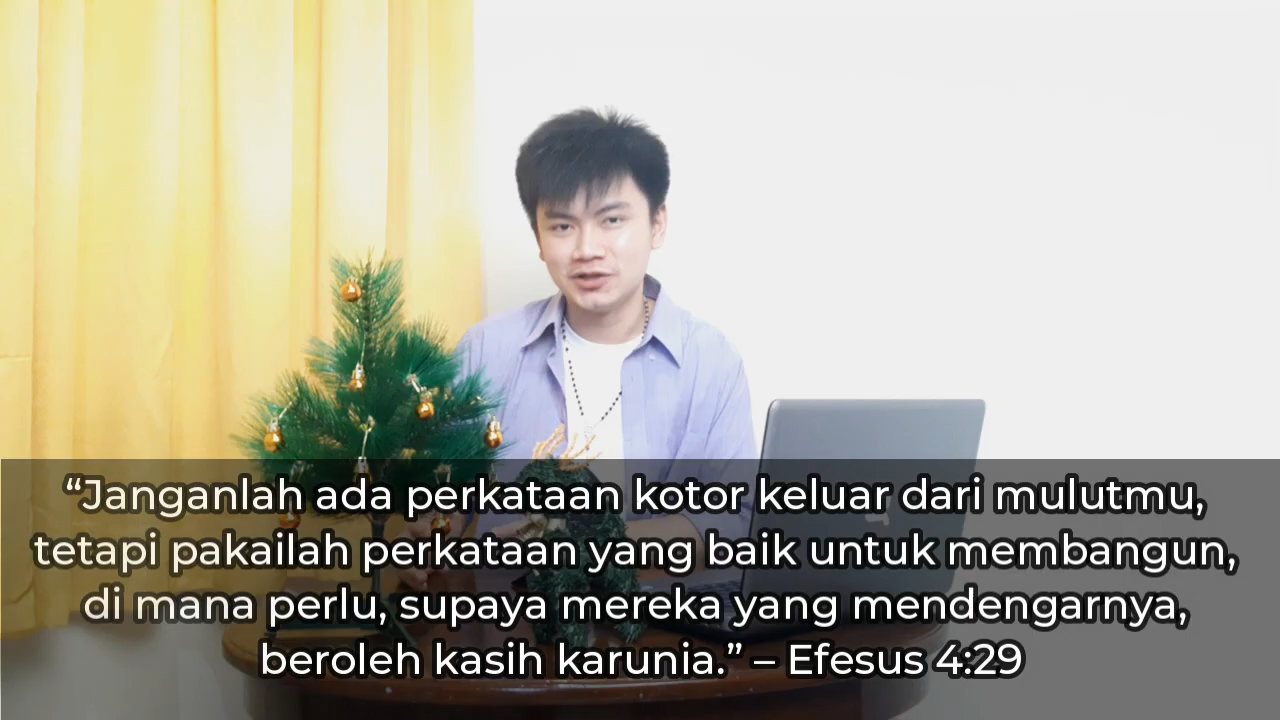 “Janganlah ada perkataan kotor keluar dari mulutmu,
tetapi pakailah perkataan yang baik untuk membangun,
di mana perlu, supaya mereka yang mendengarnya,
beroleh kasih karunia.” – Efesus 4:29